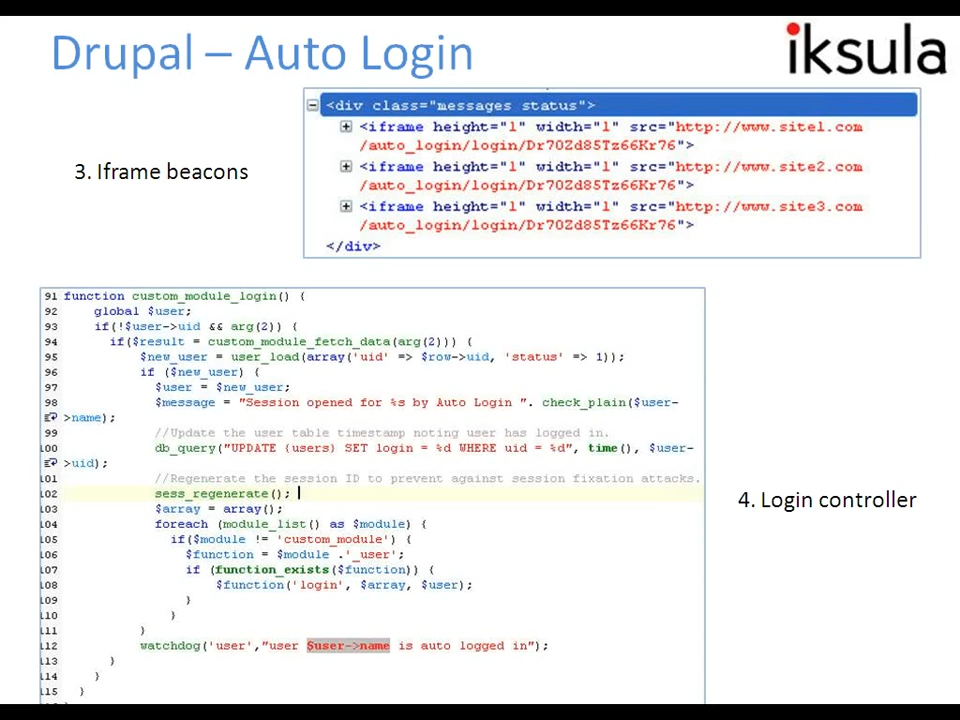 Drupal – Auto Login
iksula
3. Iframe beacons
<div class="messages status">
<iframe height="1" width="1" src="http://www.site1.com
/auto_login/login/Dr70Zd85Tz66Kr76">
<iframe height="1" width="1" src="http://www.site2.com
/auto_login/login/Dr70Zd85Tz66Kr76">
<iframe height="1" width="1" src="http://www.site3.com
/auto_login/login/Dr70Zd85Tz66Kr76">
</div>
91 function custom_module_login() {
92 global $user;
93 if(!$user->uid && arg(2)) {
94 if($result = custom_module_fetch_data(arg(2))) {
95 $new_user = user_load(array('uid' => $row->uid, 'status' => 1));
96 if ($new_user) {
97 $user = $new_user;
98 $message = "Session opened for %s by Auto Login ". check_plain($user-
>name);
99 //Update the user table timestamp noting user has logged in.
100 db_query("UPDATE {users} SET login = %d WHERE uid = %d", time(), $user-
>uid);
101 //Regenerate the session ID to prevent against session fixation attacks.
102 sess_regenerate();
103 $array = array();
104 foreach (module_list() as $module) {
105 if($module != 'custom_module') {
106 $function = $module .'_user';
107 if (function_exists($function)) {
108 $function('login', $array, $user);
109 }
110 }
111 }
112 watchdog('user',"user $user->name is auto logged in");
113 }
114 }
115 }
4. Login controller